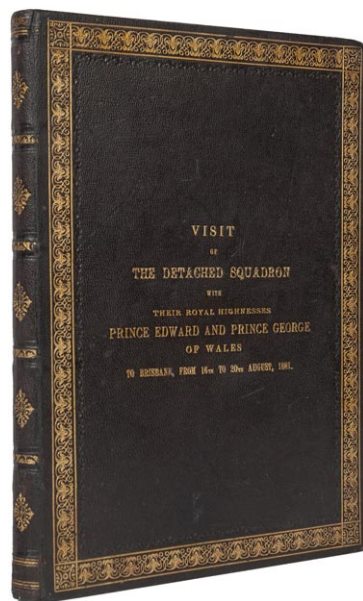 VISIT
OF
THE DETACHED SQUADRON
WITH
THEIR ROYAL HIGHNESSES
PRINCE EDWARD AND PRINCE GEORGE
OF WALES
TO BRISBANE, FROM 16TH TO 20TH AUGUST, 1881.